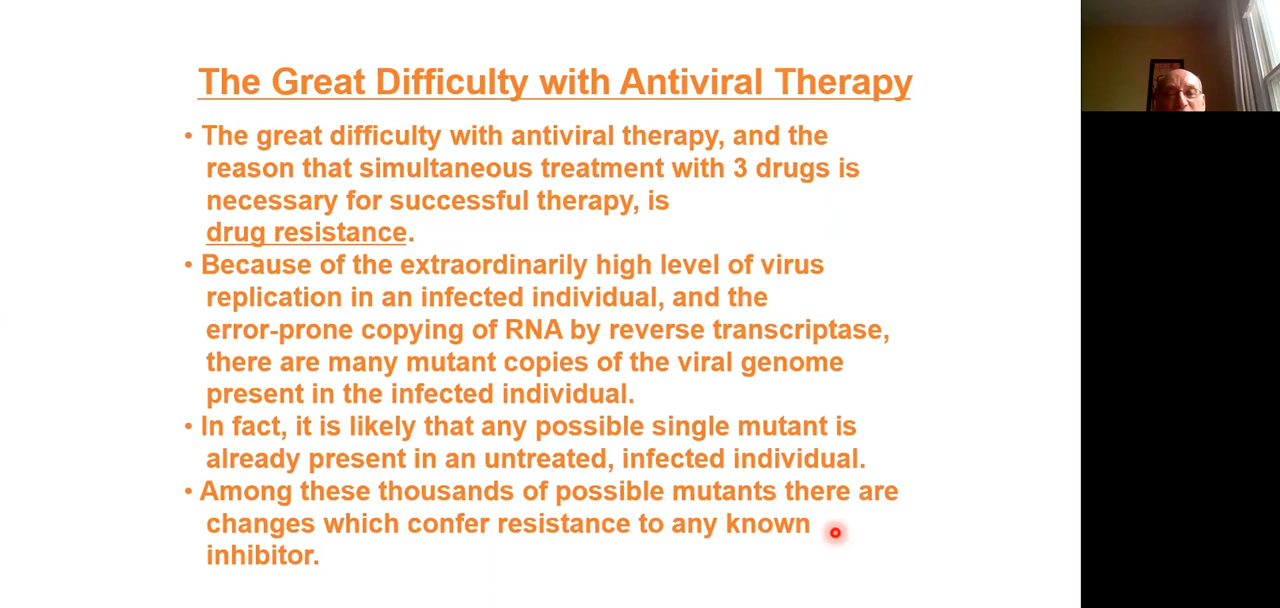 The Great Difficulty with Antiviral Therapy
• The great difficulty with antiviral therapy, and the
reason that simultaneous treatment with 3 drugs is
necessary for successful therapy, is
drug resistance.
• Because of the extraordinarily high level of virus
replication in an infected individual, and the
error-prone copying of RNA by reverse transcriptase,
there are many mutant copies of the viral genome
present in the infected individual.
• In fact, it is likely that any possible single mutant is
already present in an untreated, infected individual.
• Among these thousands of possible mutants there are
changes which confer resistance to any known
inhibitor.